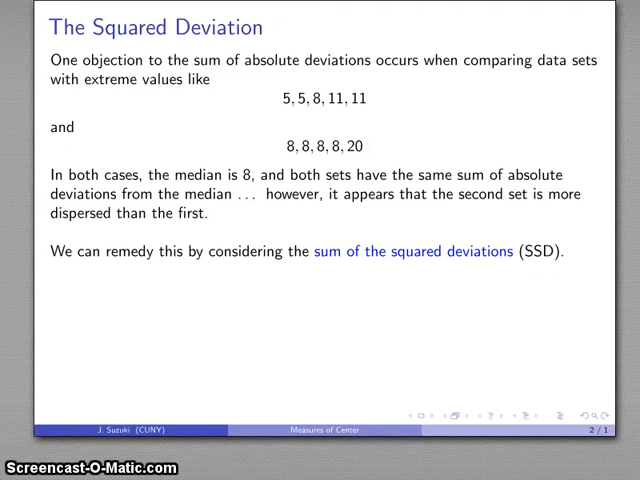 The Squared Deviation
One objection to the sum of absolute deviations occurs when comparing data sets
with extreme values like
5, 5, 8, 11, 11
and
8, 8, 8, 8, 20
In both cases, the median is 8, and both sets have the same sum of absolute
deviations from the median . . . however, it appears that the second set is more
dispersed than the first.
We can remedy this by considering the sum of the squared deviations (SSD).
J. Suzuki (CUNY) Measures of Center 2 / 1
Screencast-O-Matic.com